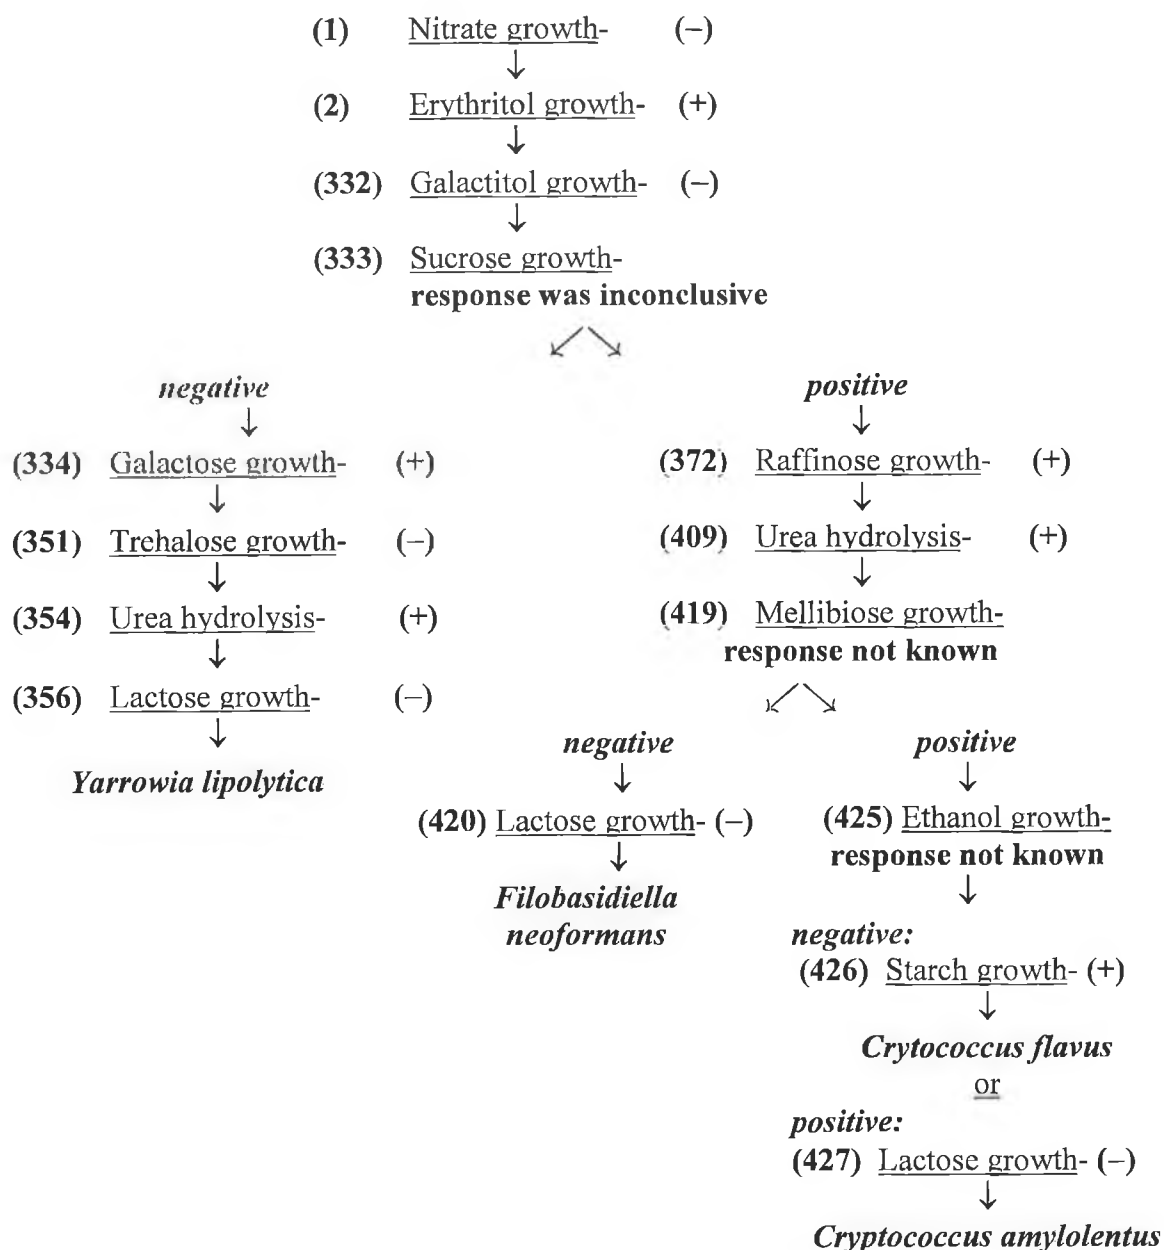 (1) Nitrate growth- (–)
(2) Erythritol growth- (+)
(332) Galactitol growth- (–)
(333) Sucrose growth-
response was inconclusive
negative
(334) Galactose growth- (+)
(351) Trehalose growth- (–)
(354) Urea hydrolysis- (+)
(356) Lactose growth- (–)
Yarrowia lipolytica
positive
(372) Raffinose growth- (+)
(409) Urea hydrolysis- (+)
(419) Mellibiose growth-
response not known
negative
(420) Lactose growth- (–)
Filobasidiella
neoformans
positive
(425) Ethanol growth-
response not known
negative:
(426) Starch growth- (+)
Crytococcus flavus
or
positive:
(427) Lactose growth- (–)
Cryptococcus amylolentus